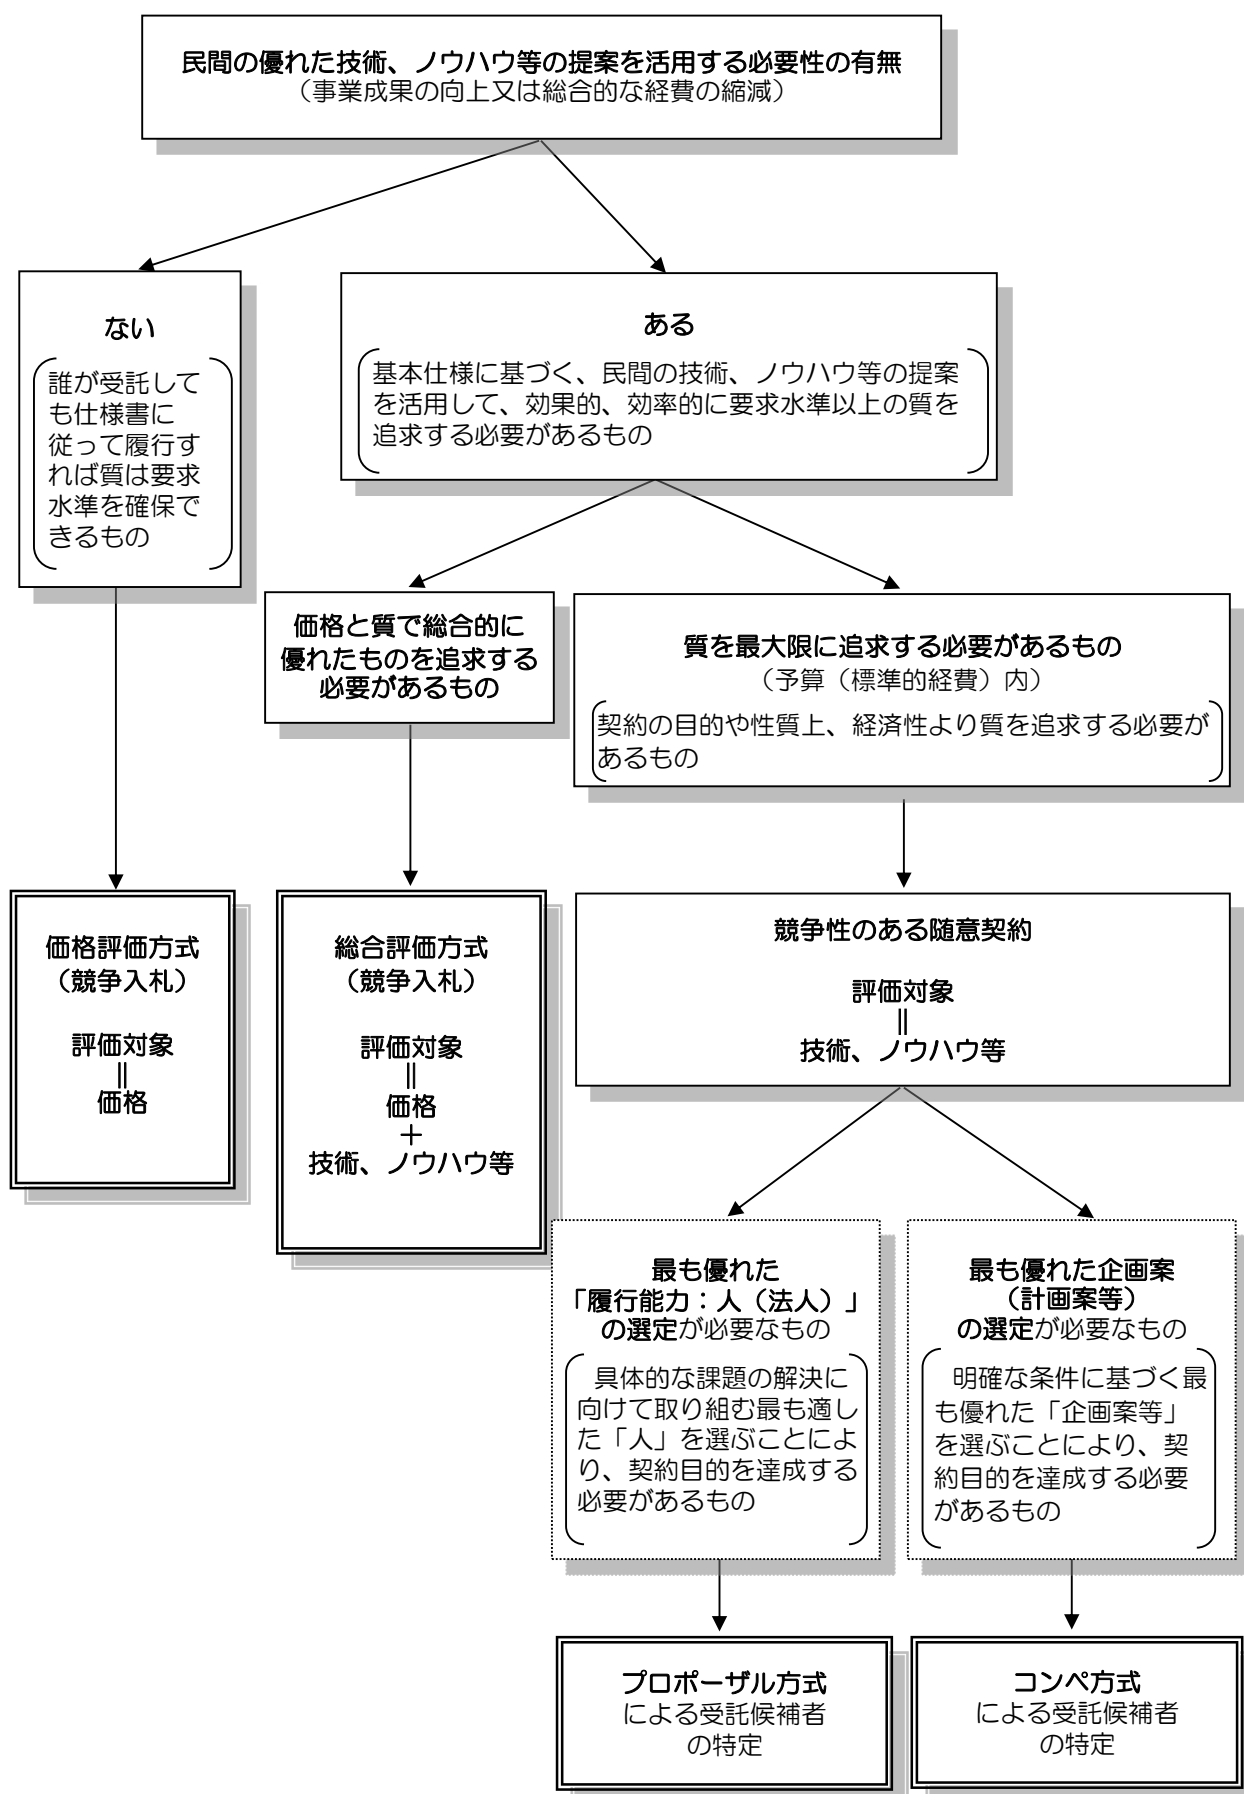 民間の優れた技術、ノウハウ等の提案を活用する必要性の有無
（事業成果の向上又は総合的な経費の縮減）
ない
誰が受託して
も仕様書に
従って履行す
れば質は要求
水準を確保で
きるもの
ある
基本仕様に基づく、民間の技術、ノウハウ等の提案
を活用して、効果的、効率的に要求水準以上の質を
追求する必要があるもの
価格と質で総合的に
優れたものを追求する
必要があるもの
質を最大限に追求する必要があるもの
（予算（標準的経費）内）
契約の目的や性質上、経済性より質を追求する必要が
あるもの
価格評価方式
（競争入札）
評価対象
||
価格
総合評価方式
（競争入札）
評価対象
||
価格
＋
技術、ノウハウ等
競争性のある随意契約
評価対象
||
技術、ノウハウ等
最も優れた
「履行能力：人（法人）」
の選定が必要なもの
具体的な課題の解決に
向けて取り組む最も適し
た「人」を選ぶことによ
り、契約目的を達成する
必要があるもの
最も優れた企画案
（計画案等）
の選定が必要なもの
明確な条件に基づく最
も優れた「企画案等」
を選ぶことにより、契
約目的を達成する必要
があるもの
プロポーザル方式
による受託候補者
の特定
コンペ方式
による受託候補者
の特定